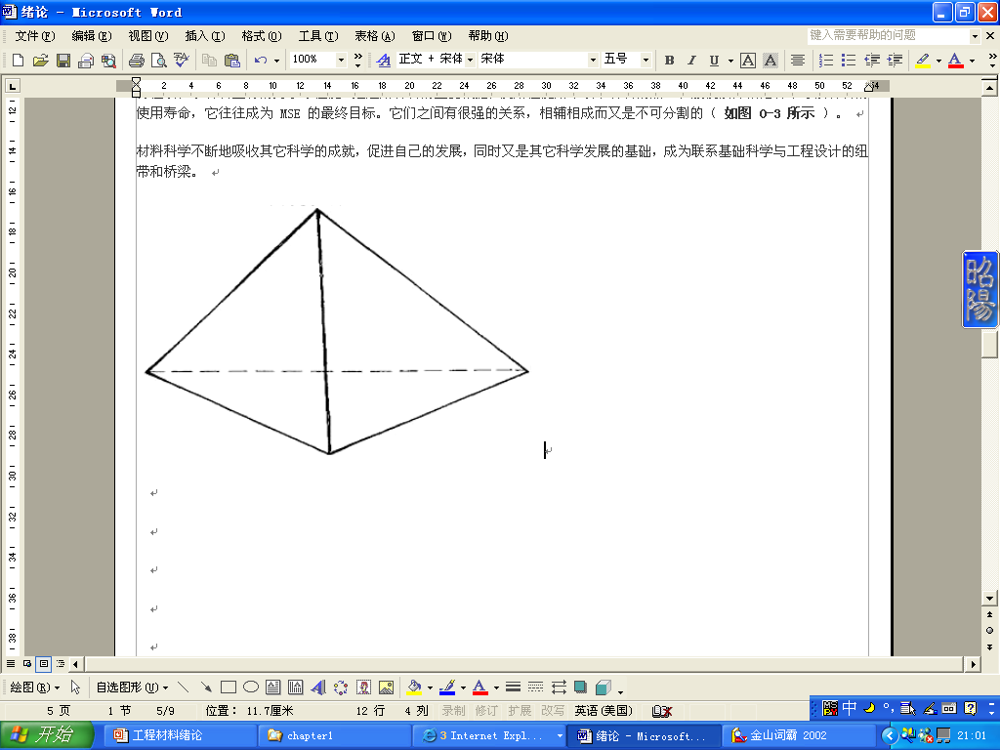 绪论 - Microsoft Word
文件(F) 编辑(E) 视图(V) 插入(I) 格式(O) 工具(T) 表格(A) 窗口(W) 帮助(H) 键入需要帮助的问题
100% 正文 + 宋体 宋体 五号 B I U A A A
2 4 6 8 10 12 14 16 18 20 22 24 26 28 30 32 34 36 38 40 42 44 46 48 50 52 54
12
14
16
18
20
22
24
26
28
30
32
34
36
38
使用寿命，它往往成为 MSE 的最终目标。它们之间有很强的关系，相辅相成而又是不可分割的（ 如图 0-3 所示 ）。
材料科学不断地吸收其它科学的成就，促进自己的发展，同时又是其它科学发展的基础，成为联系基础科学与工程设计的纽
带和桥梁。
昭陽
绘图(R) 自选图形(U)
5 页 1 节 5/9 位置: 11.7厘米 12 行 4 列 录制 修订 扩展 改写 英语(美国)
中
开始 工程材料绪论 chapter1 3 Internet Expl... 绪论 - Microsoft... 金山词霸 2002 21:01